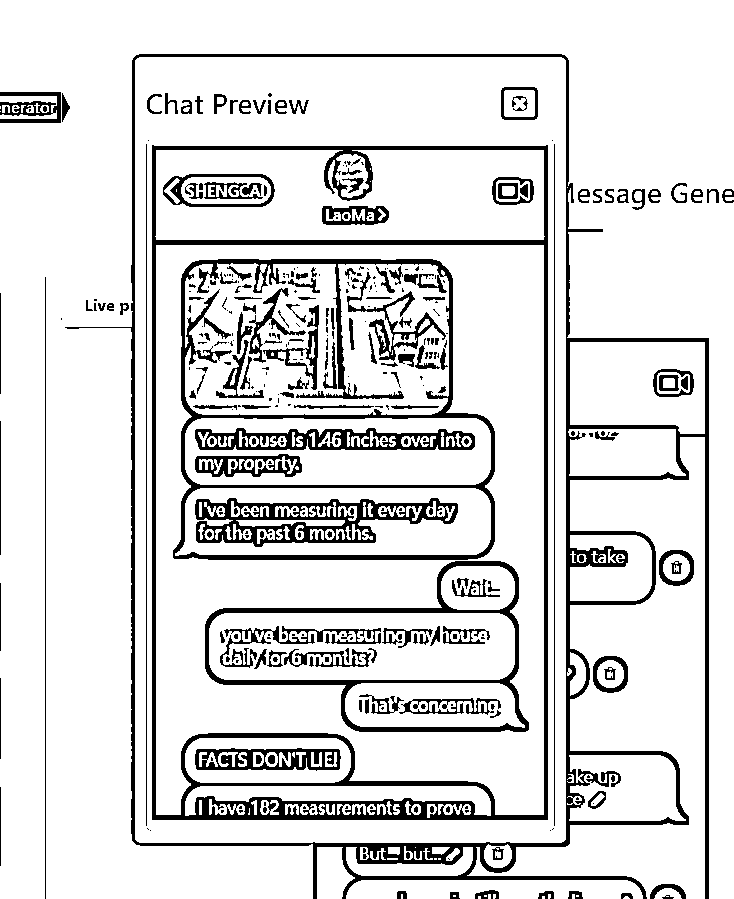 enerator
Chat Preview
SHENGCAI
LaoMa
Message Gene
Live p
Your house is 1.46 inches over into
my property.
I've been measuring it every day
for the past 6 months.
Wait...
you've been measuring my house
daily for 6 months?
That's concerning.
FACTS DON'T LIE!
I have 182 measurements to prove
to take
ake up
ce
But... but...